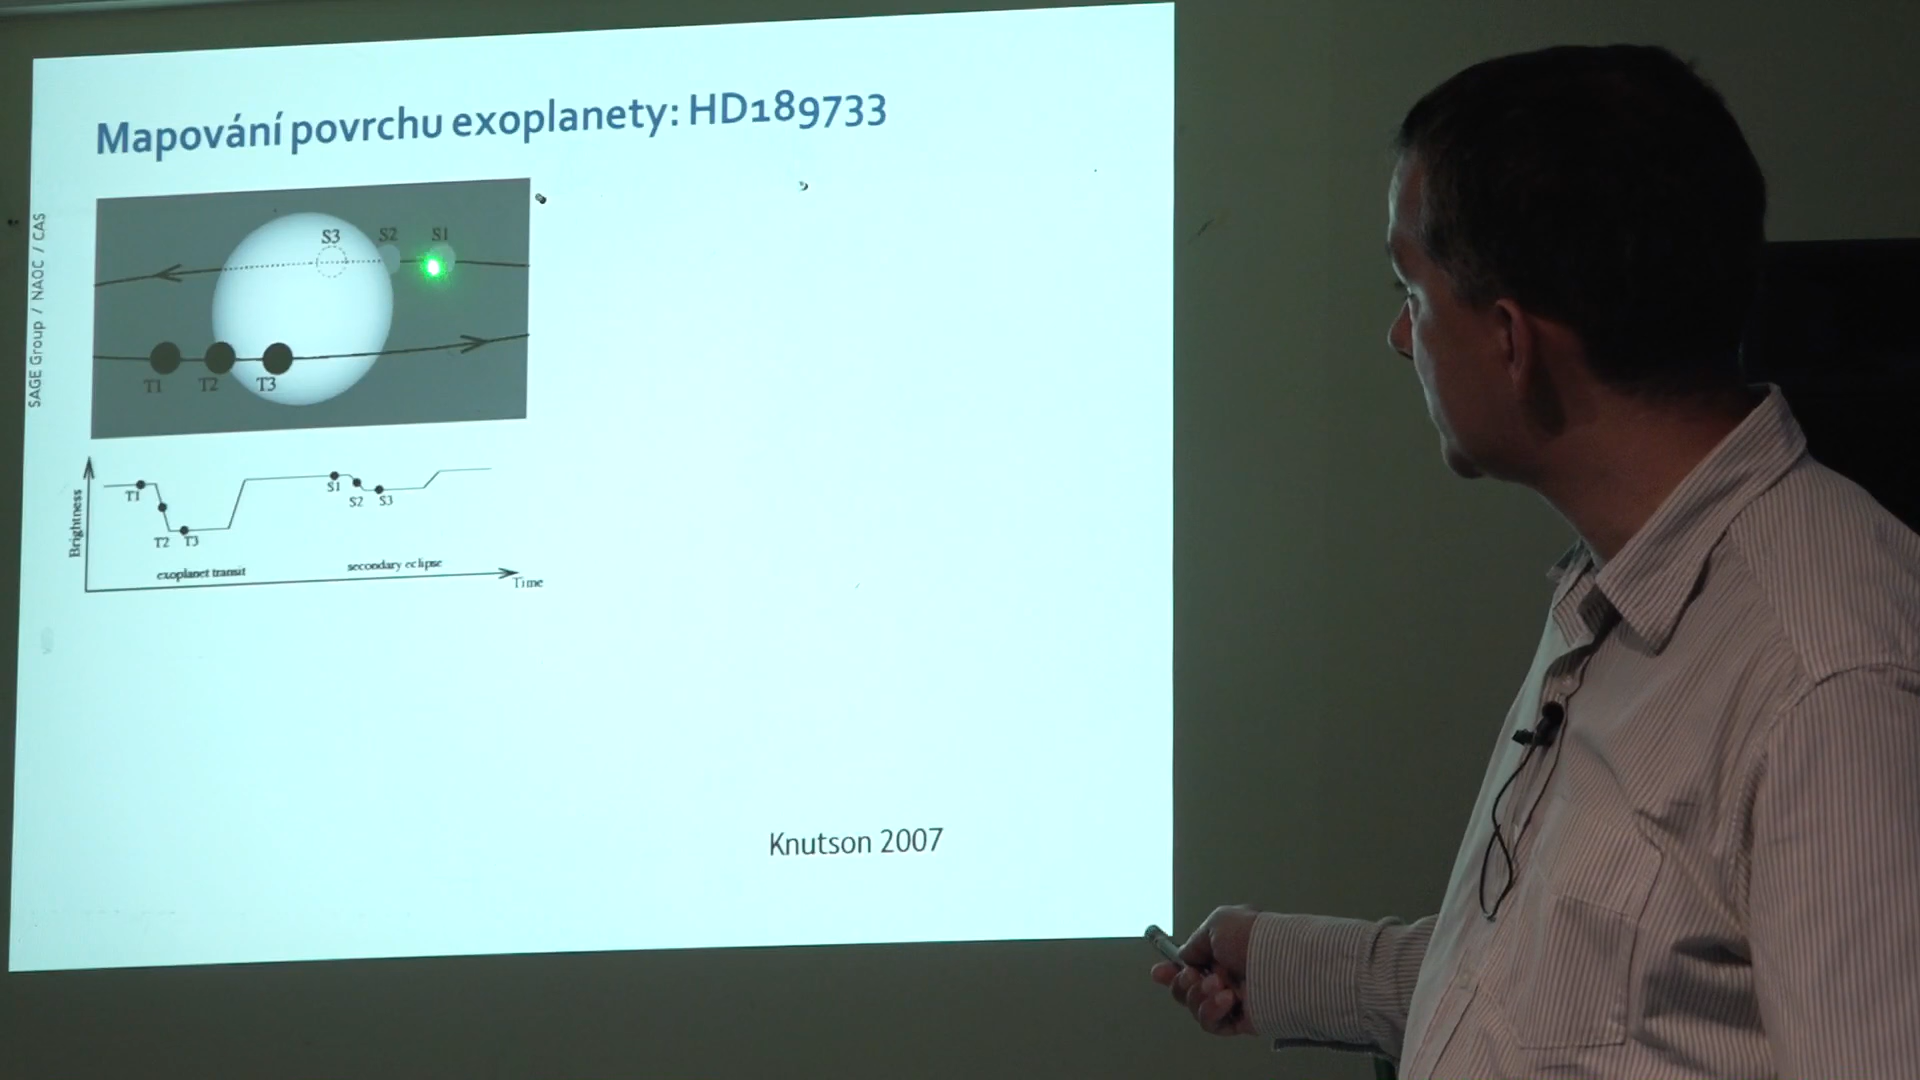 Mapování povrchu exoplanety: HD189733
SAGE Group / NAOC / CAS
S3 S2 S1
T1 T2 T3
Brightness
T1
T2 T3
S1
S2 S3
exoplanet transit
secondary eclipse
Time
Knutson 2007